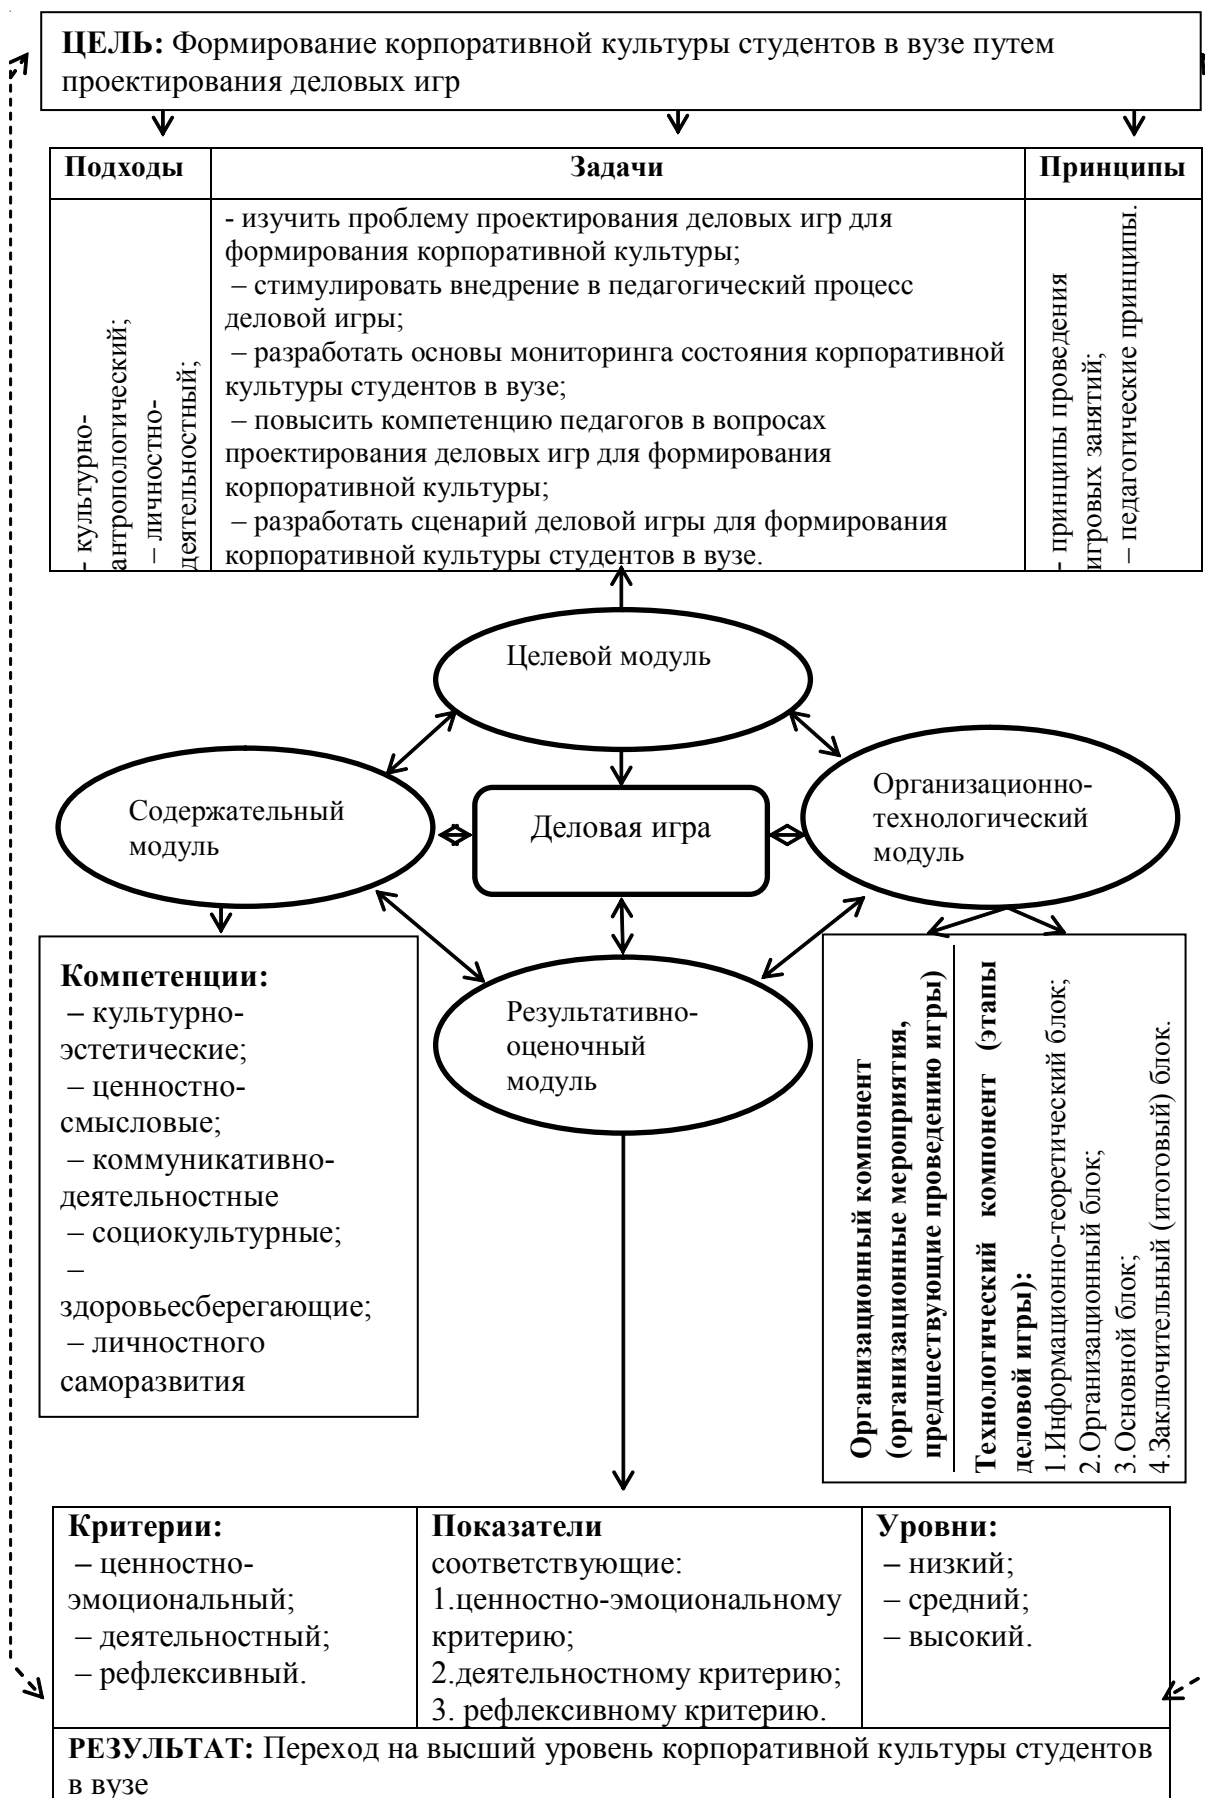 ЦЕЛЬ: Формирование корпоративной культуры студентов в вузе путем
проектирования деловых игр
Подходы
Задачи
Принципы
- культурно-
антропологический;
– личностно-
деятельностный;
- изучить проблему проектирования деловых игр для
формирования корпоративной культуры;
– стимулировать внедрение в педагогический процесс
деловой игры;
– разработать основы мониторинга состояния корпоративной
культуры студентов в вузе;
– повысить компетенцию педагогов в вопросах
проектирования деловых игр для формирования
корпоративной культуры;
– разработать сценарий деловой игры для формирования
корпоративной культуры студентов в вузе.
- принципы проведения
игровых занятий;
– педагогические принципы.
Целевой модуль
Содержательный
модуль
Деловая игра
Организационно-
технологический
модуль
Результативно-
оценочный
модуль
Компетенции:
– культурно-
эстетические;
– ценностно-
смысловые;
– коммуникативно-
деятельностные
– социокультурные;
–
здоровьесберегающие;
– личностного
саморазвития
Организационный компонент
(организационные мероприятия,
предшествующие проведению игры)
Технологический компонент (этапы
деловой игры):
1.Информационно-теоретический блок;
2.Организационный блок;
3.Основной блок;
4.Заключительный (итоговый) блок.
Критерии:
– ценностно-
эмоциональный;
– деятельностный;
– рефлексивный.
Показатели
соответствующие:
1.ценностно-эмоциональному
критерию;
2.деятельностному критерию;
3. рефлексивному критерию.
Уровни:
– низкий;
– средний;
– высокий.
РЕЗУЛЬТАТ: Переход на высший уровень корпоративной культуры студентов
в вузе